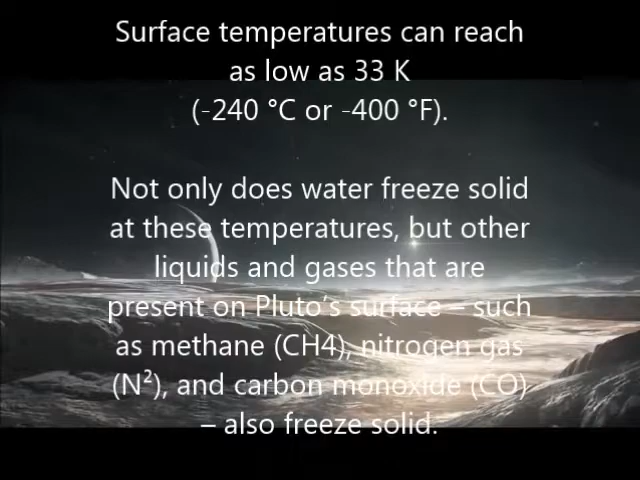 Surface temperatures can reach
as low as 33 K
(-240 °C or -400 °F).
Not only does water freeze solid
at these temperatures, but other
liquids and gases that are
present on Pluto’s surface – such
as methane (CH4), nitrogen gas
(N²), and carbon monoxide (CO)
– also freeze solid.